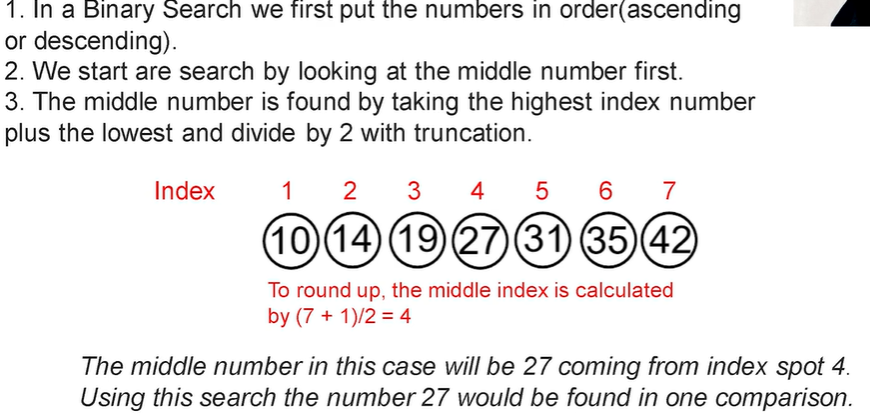 1. In a Binary Search we first put the numbers in order(ascending
or descending).
2. We start are search by looking at the middle number first.
3. The middle number is found by taking the highest index number
plus the lowest and divide by 2 with truncation.
Index 1 2 3 4 5 6 7
10 14 19 27 31 35 42
To round up, the middle index is calculated
by (7 + 1)/2 = 4
The middle number in this case will be 27 coming from index spot 4.
Using this search the number 27 would be found in one comparison.